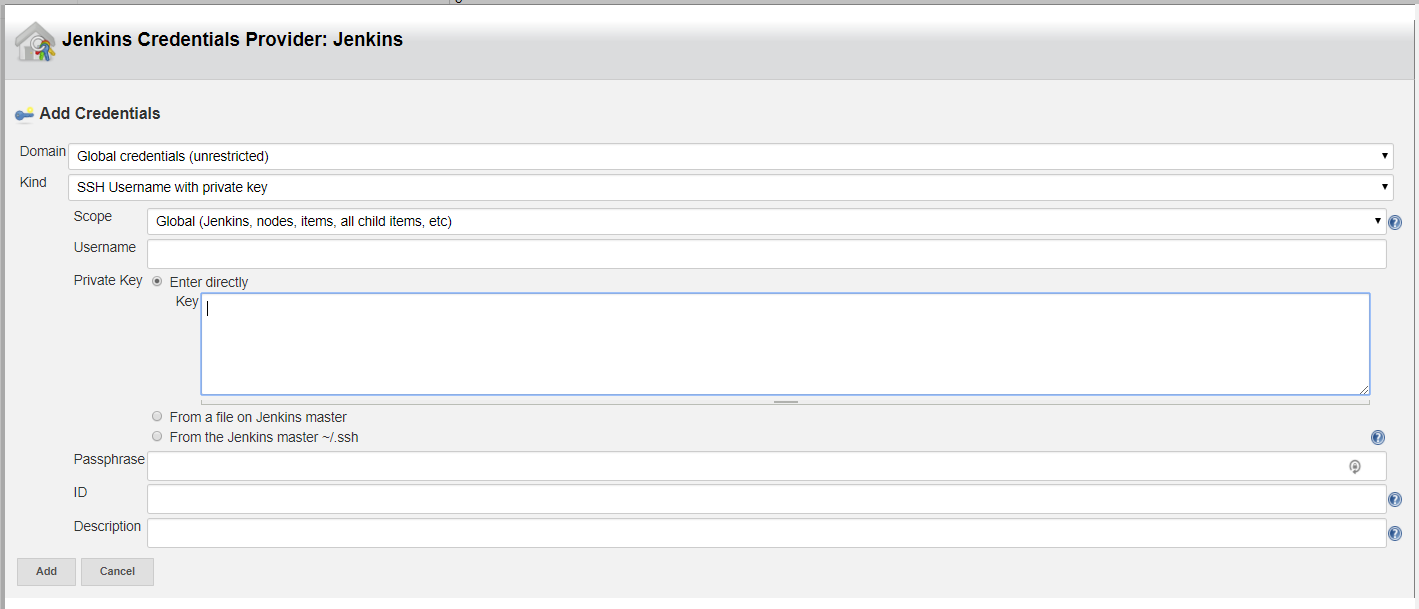 Jenkins Credentials Provider: Jenkins
Add Credentials
Domain Global credentials (unrestricted)
Kind SSH Username with private key
Scope Global (Jenkins, nodes, items, all child items, etc)
Username
Private Key Enter directly
Key
From a file on Jenkins master
From the Jenkins master ~/.ssh
Passphrase
ID
Description
Add Cancel